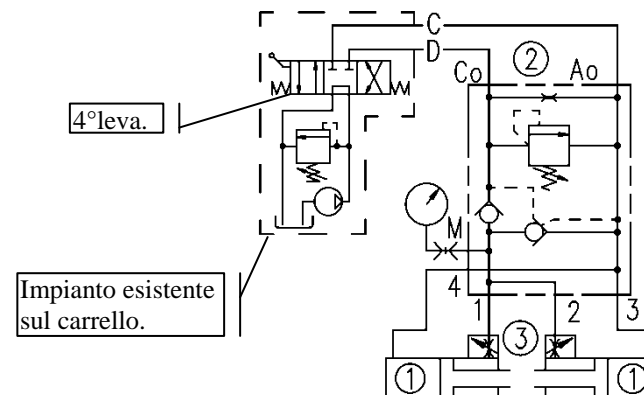 C
D
Co
2
Ao
4°leva.
M
Impianto esistente
sul carrello.
4
1
2
3
3
1
1